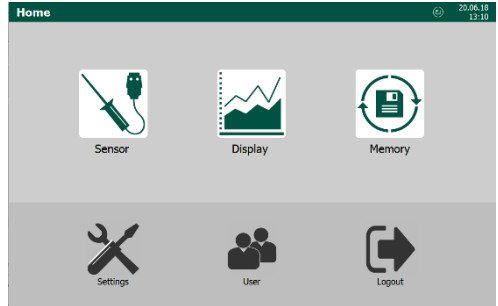 Home
20.06.18
13:10
Sensor
Display
Memory
Settings
User
Logout